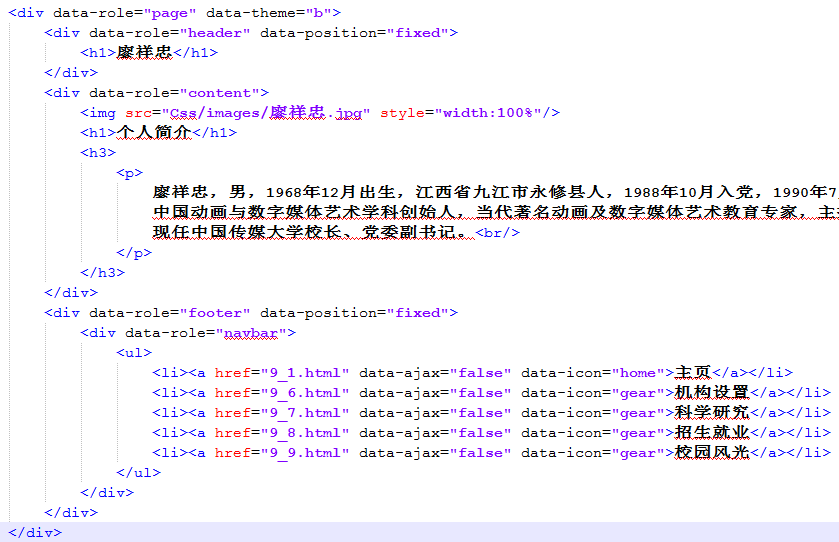 <div data-role="page" data-theme="b">
<div data-role="header" data-position="fixed">
<h1>廖祥忠</h1>
</div>
<div data-role="content">
<img src="Css/images/廖祥忠.jpg" style="width:100%"/>
<h1>个人简介</h1>
<h3>
<p>
廖祥忠，男，1968年12月出生，江西省九江市永修县人，1988年10月入党，1990年7
中国动画与数字媒体艺术学科创始人，当代著名动画及数字媒体艺术教育专家，主
现任中国传媒大学校长、党委副书记。<br/>
</p>
</h3>
</div>
<div data-role="footer" data-position="fixed">
<div data-role="navbar">
<ul>
<li><a href="9_1.html" data-ajax="false" data-icon="home">主页</a></li>
<li><a href="9_6.html" data-ajax="false" data-icon="gear">机构设置</a></li>
<li><a href="9_7.html" data-ajax="false" data-icon="gear">科学研究</a></li>
<li><a href="9_8.html" data-ajax="false" data-icon="gear">招生就业</a></li>
<li><a href="9_9.html" data-ajax="false" data-icon="gear">校园风光</a></li>
</ul>
</div>
</div>
</div>